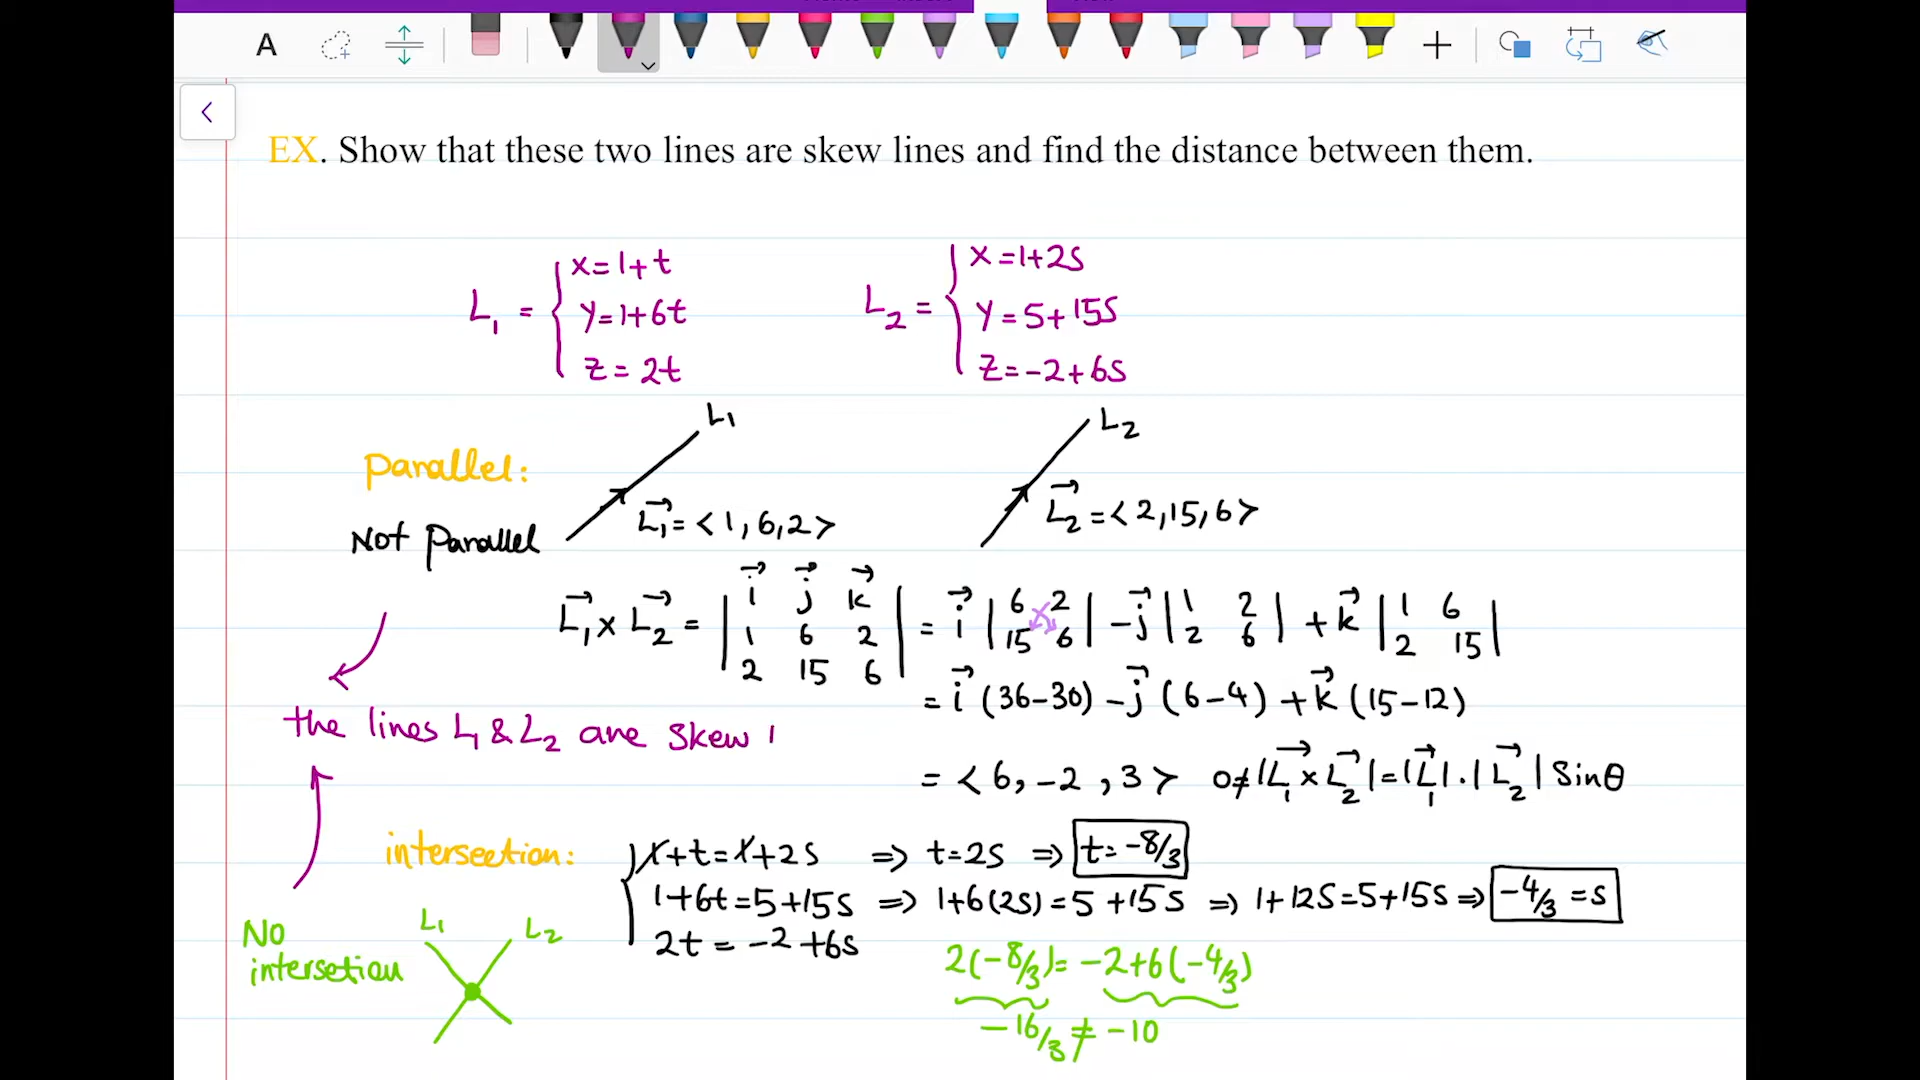 A
EX. Show that these two lines are skew lines and find the distance between them.
L₁ = { x=1+t
y=1+6t
z=2t
L₂ = { x=1+2s
y=5+15s
z=-2+6s
Parallel:
Not Parallel
L₁
L₁⃗ = <1,6,2>
L₂
L₂⃗ = <2,15,6>
L₁⃗ × L₂⃗ = | i⃗ j⃗ k⃗ | = i⃗ | 6 2 | - j⃗ | 1 2 | + k⃗ | 1 6 |
| 1 6 2 | | 15 6 | | 2 6 | | 2 15 |
| 2 15 6 |
= i⃗ (36-30) - j⃗ (6-4) + k⃗ (15-12)
the lines L₁ & L₂ are skew l
= <6, -2, 3> 0≠|L₁⃗ × L₂⃗| = |L₁⃗|.|L₂⃗| Sinθ
intersection:
1+t=1+2s ⇒ t=2s ⇒ t=-8/3
1+6t=5+15s ⇒ 1+6(2s)=5+15s ⇒ 1+12s=5+15s ⇒ -4/3=s
2t=-2+6s
No
intersetion
L₁ L₂
2(-8/3)=-2+6(-4/3)
-16/3 ≠ -10